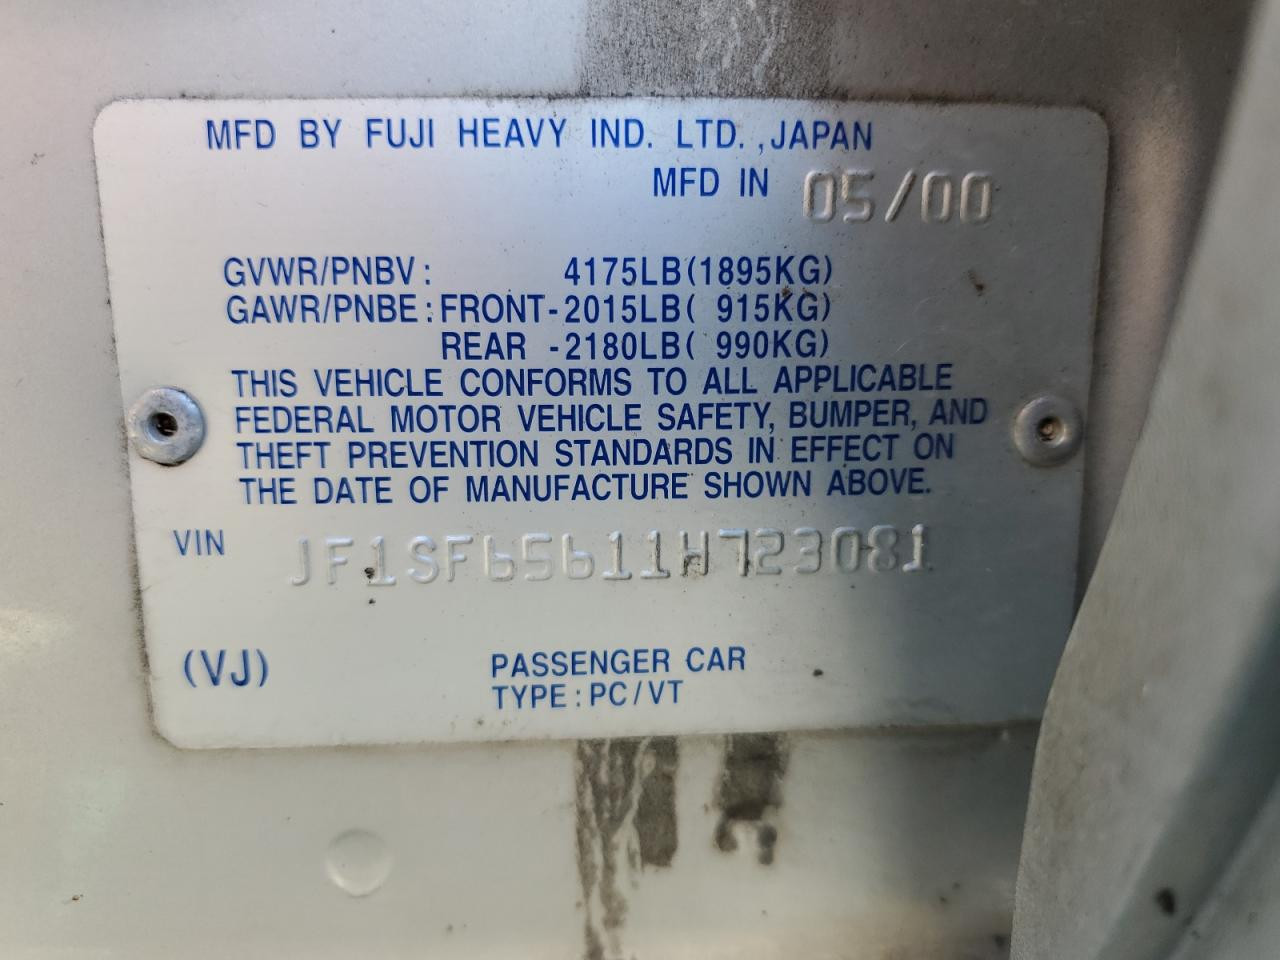 MFD BY FUJI HEAVY IND. LTD., JAPAN
MFD IN 05/00
GVWR/PNBV: 4175LB(1895KG)
GAWR/PNBE: FRONT-2015LB( 915KG)
REAR -2180LB( 990KG)
THIS VEHICLE CONFORMS TO ALL APPLICABLE
FEDERAL MOTOR VEHICLE SAFETY, BUMPER, AND
THEFT PREVENTION STANDARDS IN EFFECT ON
THE DATE OF MANUFACTURE SHOWN ABOVE.
VIN JF1SF65611H723081
(VJ) PASSENGER CAR
TYPE: PC/VT